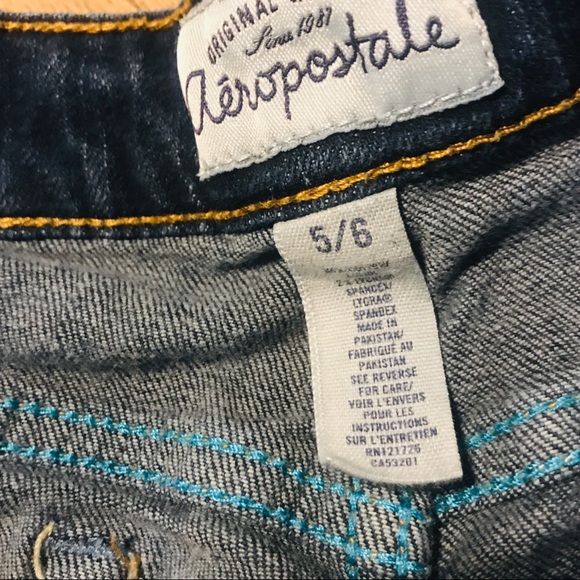 ORIGINAL
Since 1987
aéropostale
5/6
SPANDEX/
LYCRA®
SPANDEX
MADE IN
PAKISTAN/
FABRIQUÉ AU
PAKISTAN
SEE REVERSE
FOR CARE/
VOIR L'ENVERS
POUR LES
INSTRUCTIONS
SUR L'ENTRETIEN
RN121726
CA53201